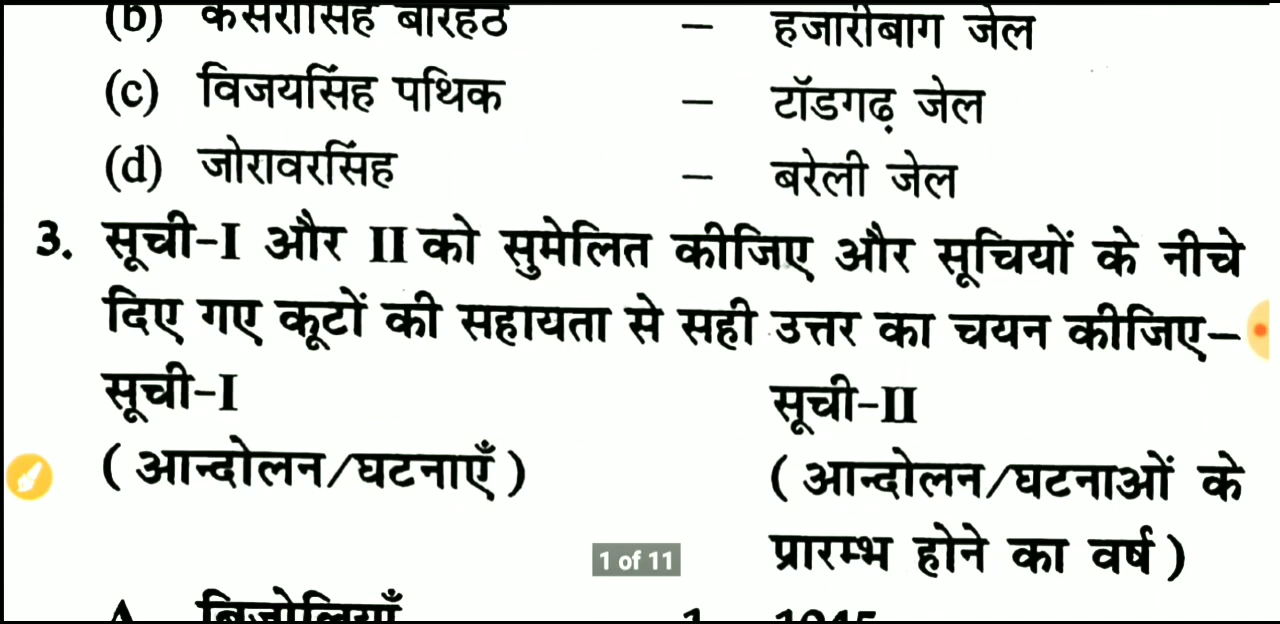 (b) केसरीसिंह बारहठ – हजारीबाग जेल
(c) विजयसिंह पथिक – टॉडगढ़ जेल
(d) जोरावरसिंह – बरेली जेल
3. सूची-I और II को सुमेलित कीजिए और सूचियों के नीचे
दिए गए कूटों की सहायता से सही उत्तर का चयन कीजिए–
सूची-I सूची-II
(आन्दोलन/घटनाएँ) (आन्दोलन/घटनाओं के
प्रारम्भ होने का वर्ष)
1 of 11
A बिजोलियाँ 1